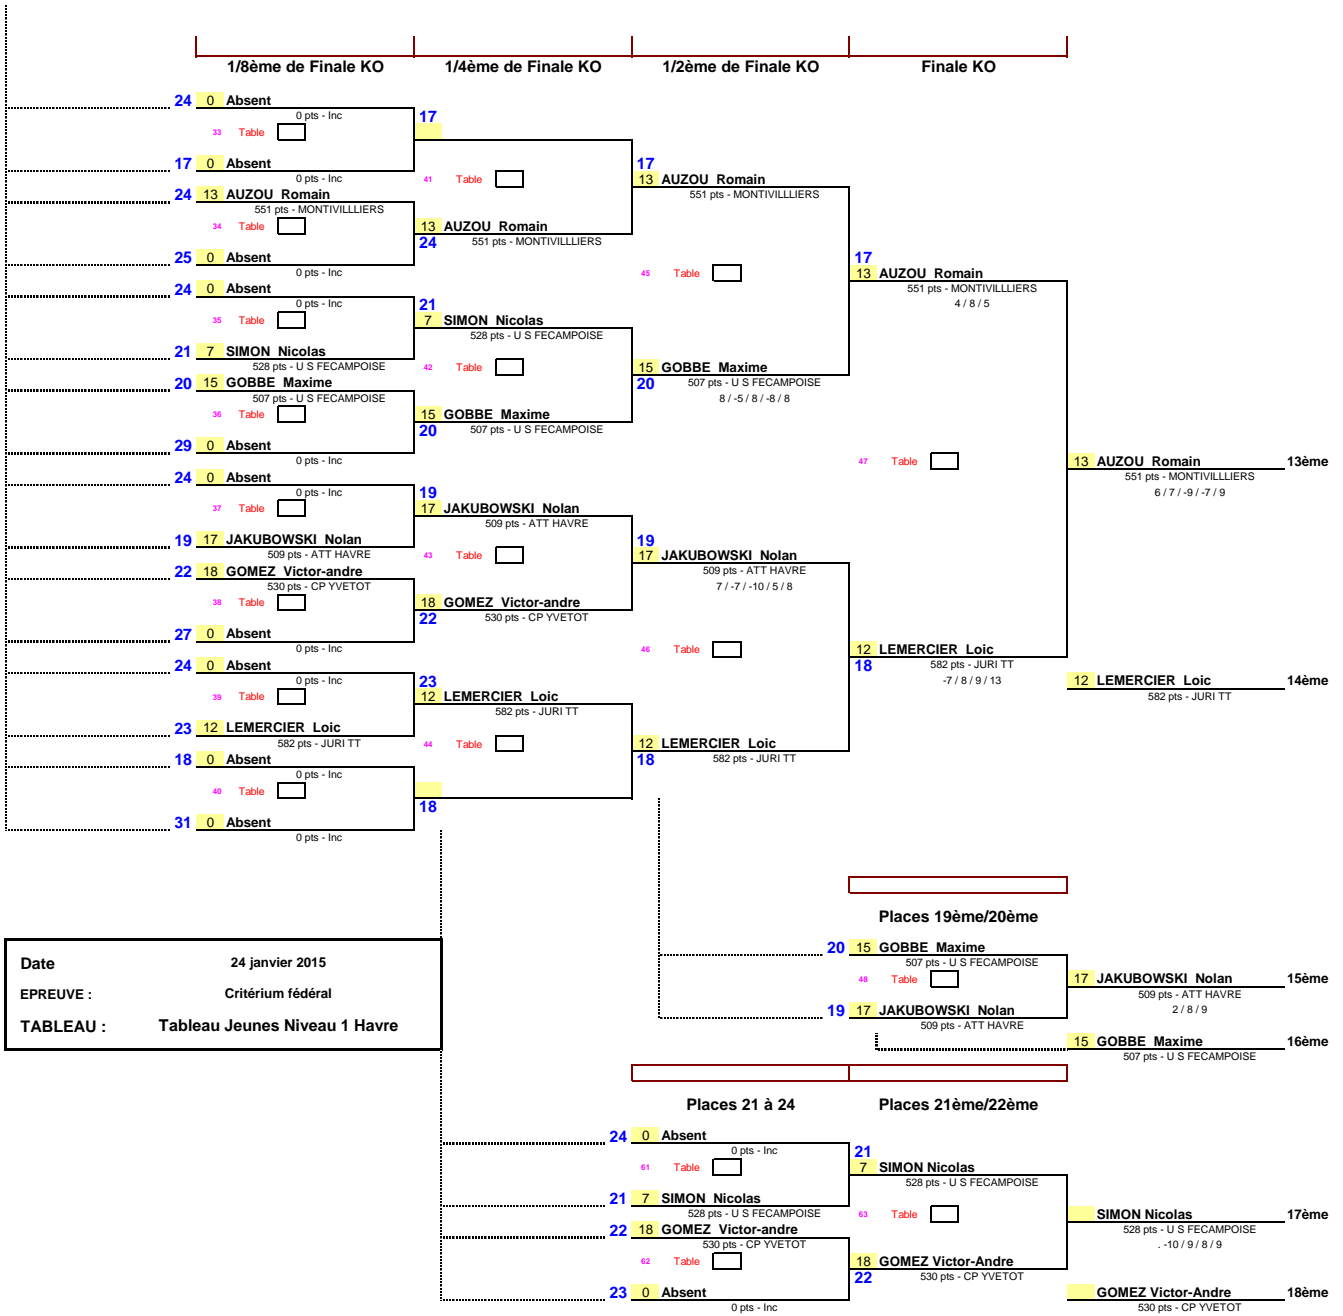 1/8ème de Finale KO 1/4ème de Finale KO 1/2ème de Finale KO Finale KO
24 0 Absent
0 pts - Inc
17
33 Table
17 0 Absent
0 pts - Inc
17
41 Table
13 AUZOU Romain
551 pts - MONTIVILLLIERS
24 13 AUZOU Romain
551 pts - MONTIVILLLIERS
34 Table
13 AUZOU Romain
24 551 pts - MONTIVILLLIERS
25 0 Absent
0 pts - Inc
17
45 Table
13 AUZOU Romain
551 pts - MONTIVILLLIERS
4 / 8 / 5
24 0 Absent
0 pts - Inc
21
35 Table
7 SIMON Nicolas
528 pts - U S FECAMPOISE
21 7 SIMON Nicolas
528 pts - U S FECAMPOISE
42 Table
15 GOBBE Maxime
20 507 pts - U S FECAMPOISE
8 / -5 / 8 / -8 / 8
20 15 GOBBE Maxime
507 pts - U S FECAMPOISE
36 Table
15 GOBBE Maxime
20 507 pts - U S FECAMPOISE
29 0 Absent
0 pts - Inc
47 Table
13 AUZOU Romain 13ème
551 pts - MONTIVILLLIERS
6 / 7 / -9 / -7 / 9
24 0 Absent
0 pts - Inc
19
37 Table
17 JAKUBOWSKI Nolan
509 pts - ATT HAVRE
19 17 JAKUBOWSKI Nolan
509 pts - ATT HAVRE
19
43 Table
17 JAKUBOWSKI Nolan
509 pts - ATT HAVRE
7 / -7 / -10 / 5 / 8
22 18 GOMEZ Victor-andre
530 pts - CP YVETOT
38 Table
18 GOMEZ Victor-andre
22 530 pts - CP YVETOT
27 0 Absent
0 pts - Inc
46 Table
12 LEMERCIER Loic
18 582 pts - JURI TT
-7 / 8 / 9 / 13
24 0 Absent
0 pts - Inc
23
12 LEMERCIER Loic 14ème
582 pts - JURI TT
39 Table
12 LEMERCIER Loic
582 pts - JURI TT
23 12 LEMERCIER Loic
582 pts - JURI TT
44 Table
12 LEMERCIER Loic
18 582 pts - JURI TT
18 0 Absent
0 pts - Inc
40 Table
18
31 0 Absent
0 pts - Inc
Places 19ème/20ème
20 15 GOBBE Maxime
507 pts - U S FECAMPOISE
48 Table
17 JAKUBOWSKI Nolan 15ème
509 pts - ATT HAVRE
2 / 8 / 9
19 17 JAKUBOWSKI Nolan
509 pts - ATT HAVRE
15 GOBBE Maxime 16ème
507 pts - U S FECAMPOISE
Date 24 janvier 2015
EPREUVE : Critérium fédéral
TABLEAU : Tableau Jeunes Niveau 1 Havre
Places 21 à 24 Places 21ème/22ème
24 0 Absent
0 pts - Inc
21
61 Table
7 SIMON Nicolas
528 pts - U S FECAMPOISE
21 7 SIMON Nicolas
528 pts - U S FECAMPOISE
63 Table
SIMON Nicolas 17ème
528 pts - U S FECAMPOISE
. -10 / 9 / 8 / 9
22 18 GOMEZ Victor-andre
530 pts - CP YVETOT
62 Table
18 GOMEZ Victor-Andre
22 530 pts - CP YVETOT
23 0 Absent
0 pts - Inc
GOMEZ Victor-Andre 18ème
530 pts - CP YVETOT